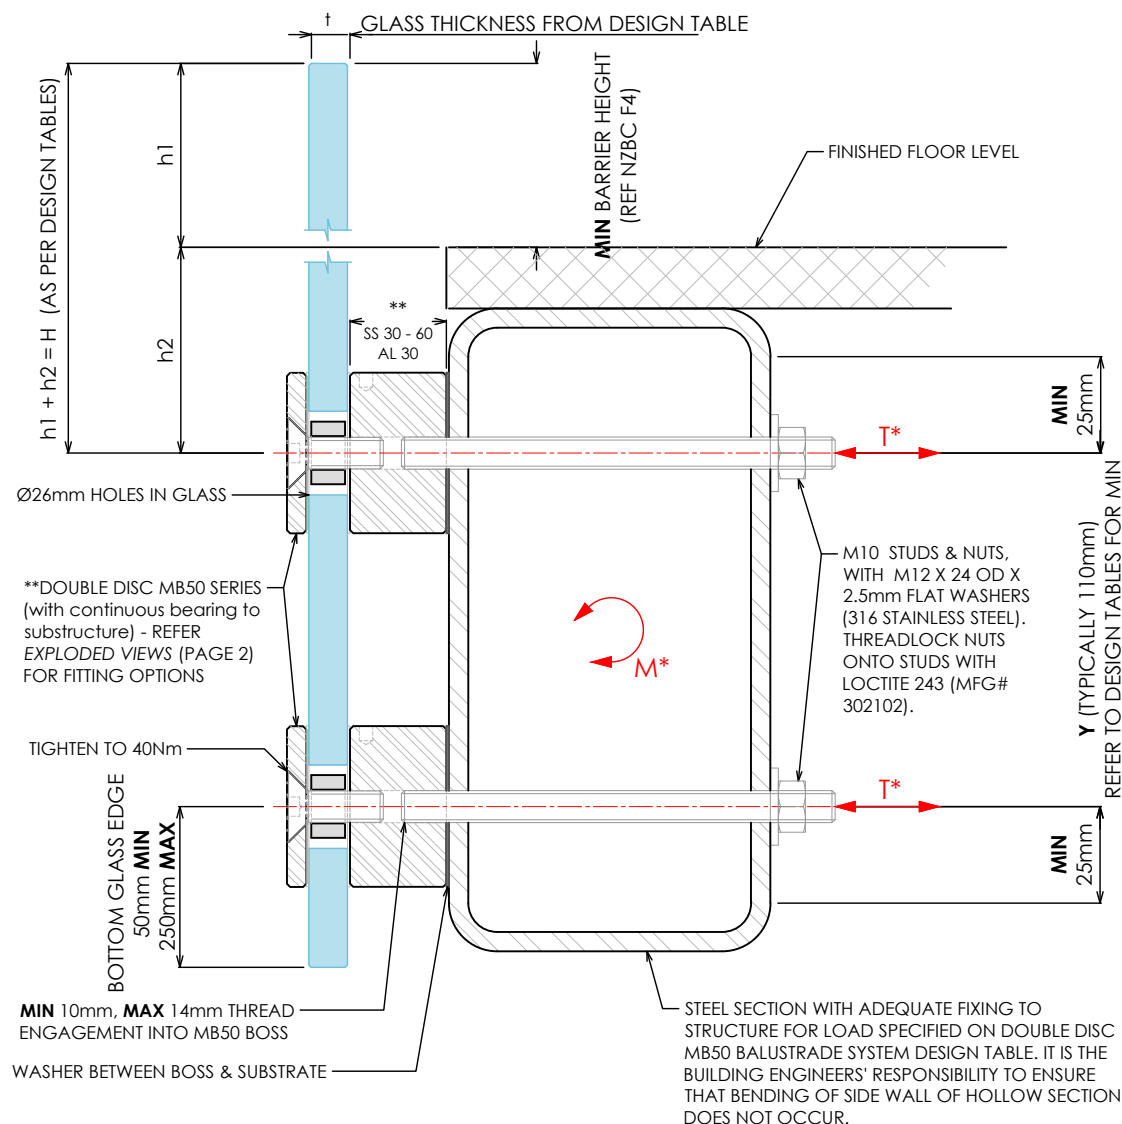 t
GLASS THICKNESS FROM DESIGN TABLE
h1 + h2 = H (AS PER DESIGN TABLES)
h1
h2
MIN BARRIER HEIGHT
(REF NZBC F4)
FINISHED FLOOR LEVEL
**
SS 30 - 60
AL 30
MIN
25mm
T*
Ø26mm HOLES IN GLASS
**DOUBLE DISC MB50 SERIES
(with continuous bearing to
substructure) - REFER
EXPLODED VIEWS (PAGE 2)
FOR FITTING OPTIONS
M*
M10 STUDS & NUTS,
WITH M12 X 24 OD X
2.5mm FLAT WASHERS
(316 STAINLESS STEEL).
THREADLOCK NUTS
ONTO STUDS WITH
LOCTITE 243 (MFG#
302102).
Y (TYPICALLY 110mm)
REFER TO DESIGN TABLES FOR MIN
TIGHTEN TO 40Nm
T*
BOTTOM GLASS EDGE
50mm MIN
250mm MAX
MIN
25mm
MIN 10mm, MAX 14mm THREAD
ENGAGEMENT INTO MB50 BOSS
WASHER BETWEEN BOSS & SUBSTRATE
STEEL SECTION WITH ADEQUATE FIXING TO
STRUCTURE FOR LOAD SPECIFIED ON DOUBLE DISC
MB50 BALUSTRADE SYSTEM DESIGN TABLE. IT IS THE
BUILDING ENGINEERS' RESPONSIBILITY TO ENSURE
THAT BENDING OF SIDE WALL OF HOLLOW SECTION
DOES NOT OCCUR.